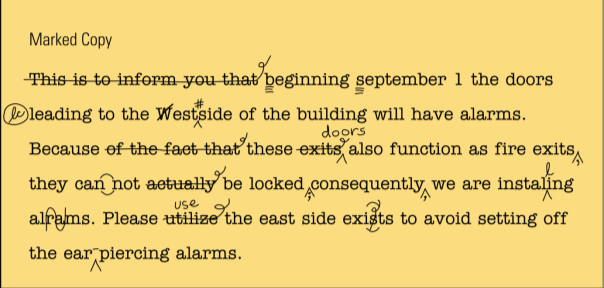 Marked Copy
This is to inform you that beginning september 1 the doors
lc leading to the West#side of the building will have alarms.
doors
Because of the fact that these exits also function as fire exits,
they can not actually be locked; consequently, we are instaling
l
use
alrams. Please utilize the east side exists to avoid setting off
the ear-piercing alarms.